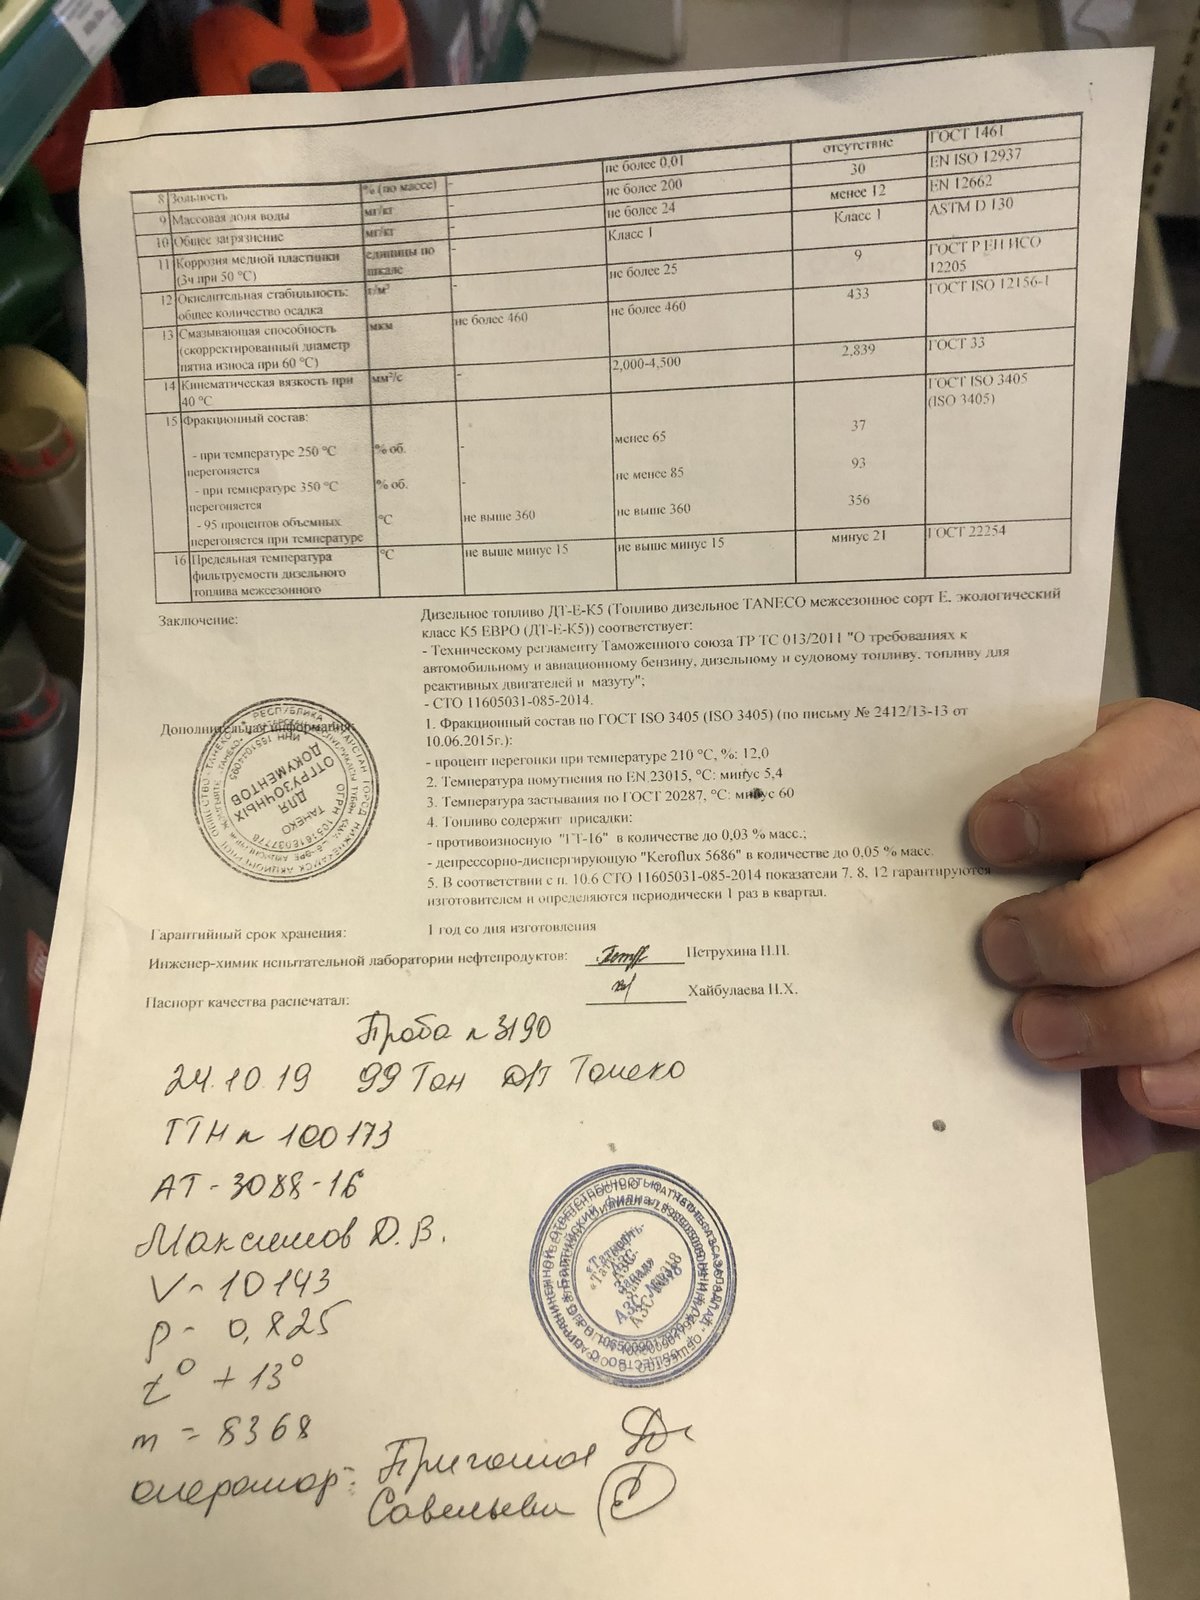 8 Зольность % (по массе) - не более 0,01 отсутствие ГОСТ 1461
9 Массовая доля воды мг/кг - не более 200 30 EN ISO 12937
10 Общее загрязнение мг/кг - не более 24 менее 12 EN 12662
11 Коррозия медной пластинки единицы по - Класс 1 Класс 1 ASTM D 130
(3ч при 50 °С) шкале
12 Окислительная стабильность: г/м³ - не более 25 9 ГОСТ Р ЕН ИСО
общее количество осадка 12205
13 Смазывающая способность мкм не более 460 не более 460 433 ГОСТ ISO 12156-1
(скорректированный диаметр
пятна износа при 60 °С)
14 Кинематическая вязкость при мм²/с - 2,000-4,500 2,839 ГОСТ 33
40 °С
15 Фракционный состав: ГОСТ ISO 3405
(ISO 3405)
- при температуре 250 °С % об. - менее 65 37
перегоняется
- при температуре 350 °С % об. - не менее 85 93
перегоняется
- 95 процентов объемных °С не выше 360 не выше 360 356
перегоняется при температуре
16 Предельная температура °С не выше минус 15 не выше минус 15 минус 21 ГОСТ 22254
фильтруемости дизельного
топлива межсезонного
Заключение:
Дизельное топливо ДТ-Е-К5 (Топливо дизельное TANECO межсезонное сорт Е, экологический
класс К5 ЕВРО (ДТ-Е-К5)) соответствует:
- Техническому регламенту Таможенного союза ТР ТС 013/2011 "О требованиях к
автомобильному и авиационному бензину, дизельному и судовому топливу, топливу для
реактивных двигателей и мазуту";
- СТО 11605031-085-2014.
Дополнительная информация:
1. Фракционный состав по ГОСТ ISO 3405 (ISO 3405) (по письму № 2412/13-13 от
10.06.2015г.):
- процент перегонки при температуре 210 °С, %: 12,0
2. Температура помутнения по EN 23015, °С: минус 5,4
3. Температура застывания по ГОСТ 20287, °С: минус 60
4. Топливо содержит присадки:
- противоизносную "ГТ-16" в количестве до 0,03 % масс.;
- депрессорно-диспергирующую "Keroflux 5686" в количестве до 0,05 % масс.
5. В соответствии с п. 10.6 СТО 11605031-085-2014 показатели 7, 8, 12 гарантируются
изготовителем и определяются периодически 1 раз в квартал.
ТАНЕКО
ДЛЯ
ОТГРУЗОЧНЫХ
ДОКУМЕНТОВ
Гарантийный срок хранения: 1 год со дня изготовления
Инженер-химик испытательной лаборатории нефтепродуктов: Петрухина Н.П.
Паспорт качества распечатал: Хайбулаева Н.Х.
Проба n 3190
24.10.19 99 Тан ДП Танеко
ТТН n 100173
АТ-3088-16
Максимов Д.В.
V - 10143
ρ - 0,825
t° + 13°
m = 8368
«Татнефть-
АЗС-
Запад»
оператор:
Савельева